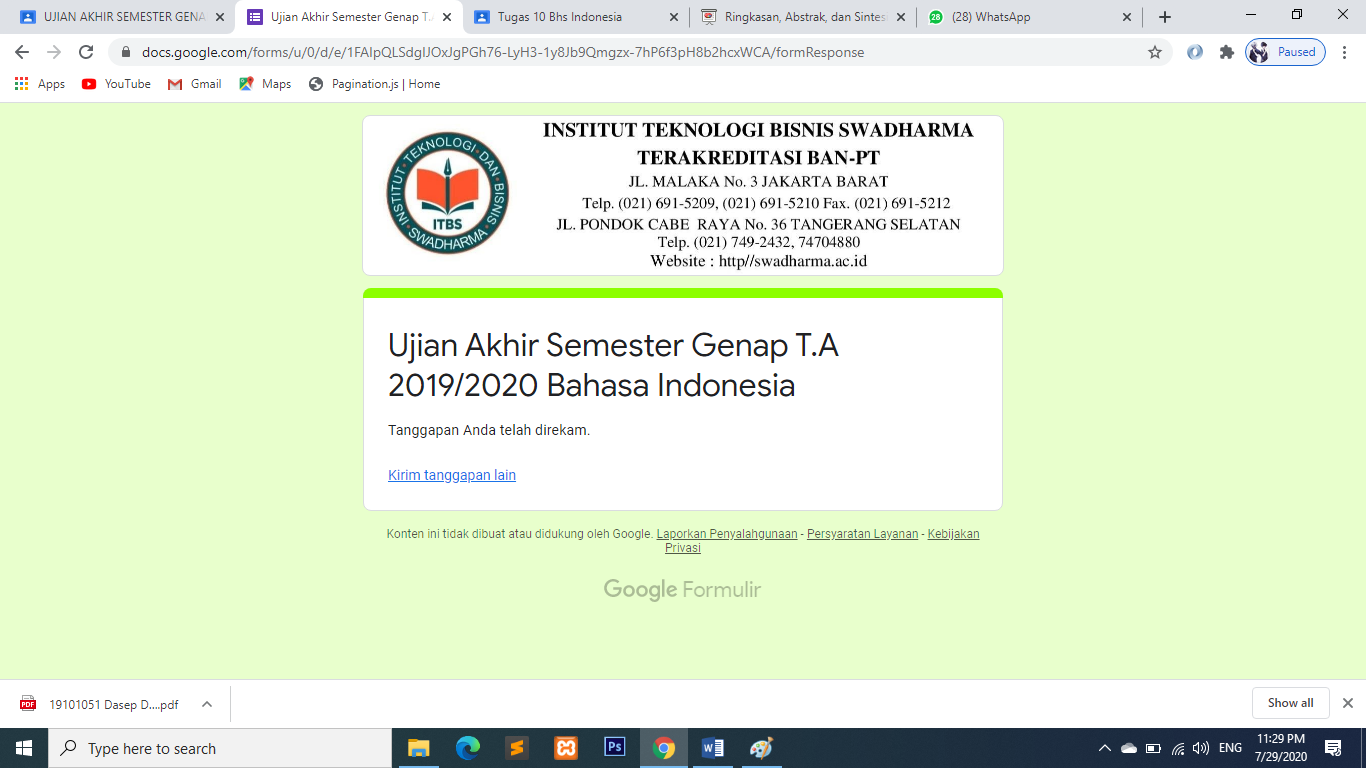 UJIAN AKHIR SEMESTER GENA
Ujian Akhir Semester Genap T.A
Tugas 10 Bhs Indonesia
Ringkasan, Abstrak, dan Sintesi
28
(28) WhatsApp
docs.google.com/forms/u/0/d/e/1FAIpQLSdgIJOxJgPGh76-LyH3-1y8Jb9Qmgzx-7hP6f3pH8b2hcxWCA/formResponse
Paused
Apps
YouTube
Gmail
Maps
Pagination.js | Home
INSTITUT TEKNOLOGI DAN BISNIS
SWADHARMA
ITBS
INSTITUT TEKNOLOGI BISNIS SWADHARMA
TERAKREDITASI BAN-PT
JL. MALAKA No. 3 JAKARTA BARAT
Telp. (021) 691-5209, (021) 691-5210 Fax. (021) 691-5212
JL. PONDOK CABE RAYA No. 36 TANGERANG SELATAN
Telp. (021) 749-2432, 74704880
Website : http//swadharma.ac.id
Ujian Akhir Semester Genap T.A
2019/2020 Bahasa Indonesia
Tanggapan Anda telah direkam.
Kirim tanggapan lain
Konten ini tidak dibuat atau didukung oleh Google. Laporkan Penyalahgunaan - Persyaratan Layanan - Kebijakan
Privasi
Google Formulir
PDF
19101051 Dasep D....pdf
Show all
Type here to search
Ps
W
ENG
11:29 PM
7/29/2020